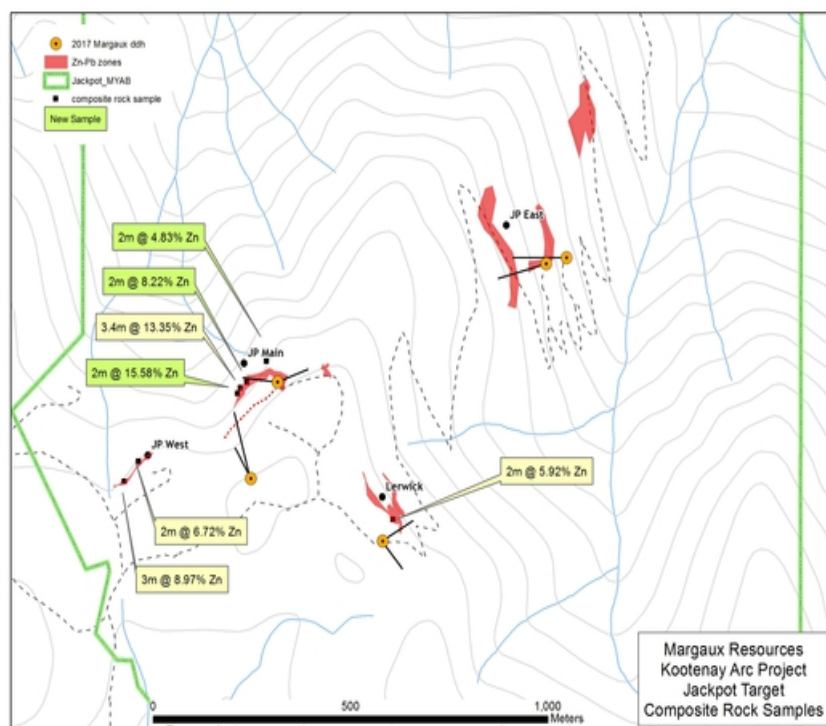 2017 Margaux ddh
Zn-Pb zones
Jackpot_MYAB
composite rock sample
New Sample
JP East
2m @ 4.83% Zn
2m @ 8.22% Zn
3.4m @ 13.35% Zn
JP Main
2m @ 15.58% Zn
JP West
2m @ 5.92% Zn
Lerwick
2m @ 6.72% Zn
3m @ 8.97% Zn
Margaux Resources
Kootenay Arc Project
Jackpot Target
Composite Rock Samples
0 500 1,000
Meters